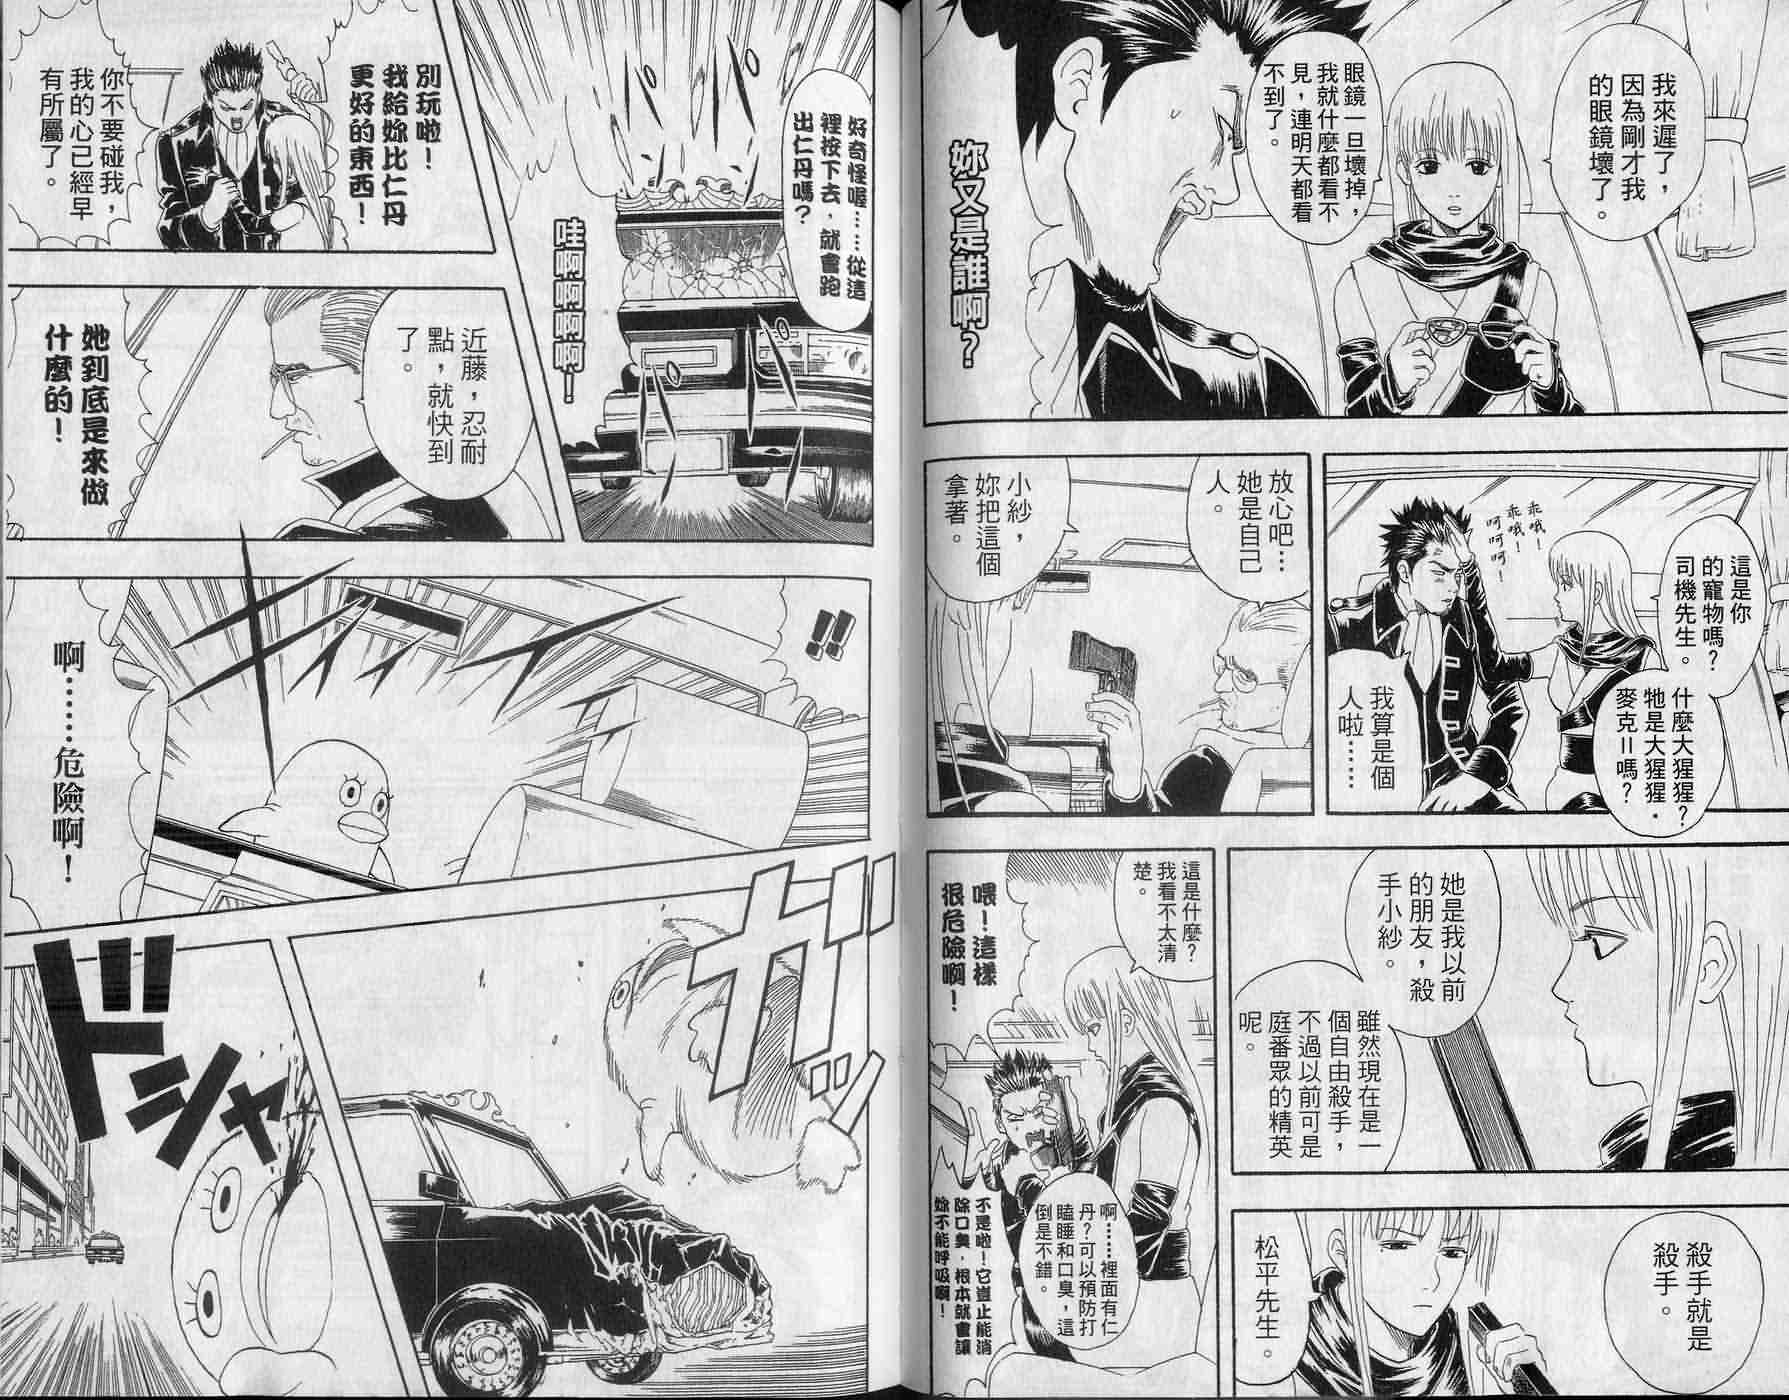 我來遲了，
因為剛才我
的眼鏡壞了。
眼鏡一旦壞掉，
我就什麼都看不
見，連明天都看
不到了。
妳又是誰啊？
這是你
的寵物嗎？
司機先生。
什麼大猩猩？
牠是大猩猩．
麥克＝嗎？
乖哦！
乖哦！
呵呵呵！
我算是個
人啦……
放心吧…
她是自己
人。
小紗，
妳把這個
拿著。
她是我以前
的朋友，殺
手小紗。
雖然現在是一
個自由殺手，
不過以前可是
庭番眾的精英
呢。
這是什麼？
我看不太清
楚。
喂！這樣
很危險啊！
啊……裡面有仁
丹？可以預防打
瞌睡和口臭，這
倒是不錯。
不是啦！它豈止能消
除口臭，根本就會讓
妳不能呼吸啊！
殺手就是
殺手。
松平先生。
好奇怪喔……從這
裡按下去，就會跑
出仁丹嗎？
哇啊啊啊啊！
別玩啦！
我給妳比仁丹
更好的東西！
你不要碰我，
我的心已經早
有所屬了。
近藤，忍耐
點，就快到
了。
她到底是來做
什麼的！
!!
啊……危險啊！
ガガッ
ドシャ